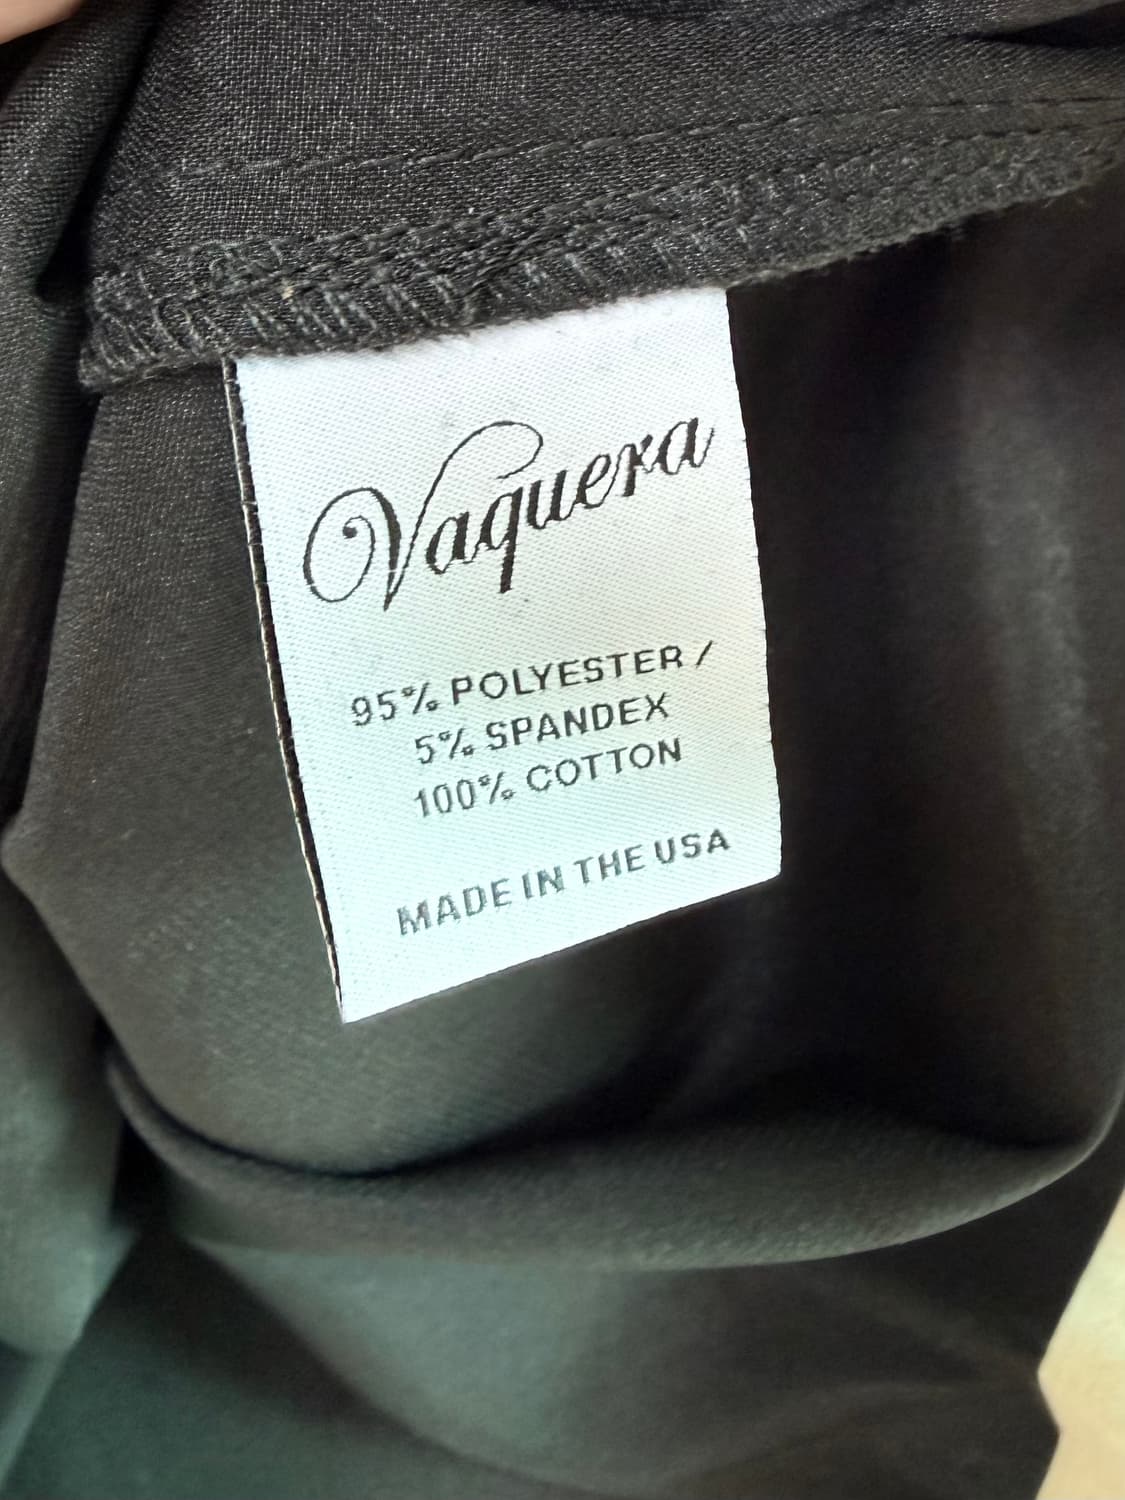 Vaquera
95% POLYESTER /
5% SPANDEX
100% COTTON
MADE IN THE USA